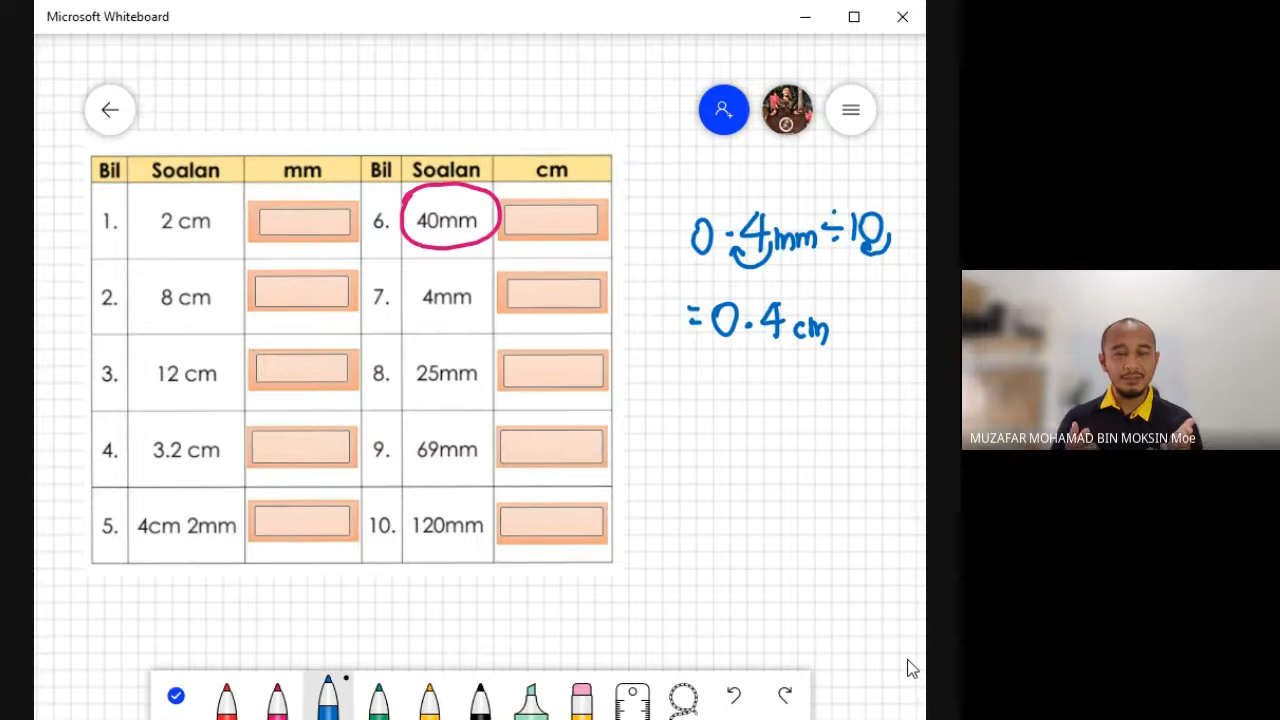 Microsoft Whiteboard
Bil Soalan mm Bil Soalan cm
1. 2 cm 6. 40mm
2. 8 cm 7. 4mm
3. 12 cm 8. 25mm
4. 3.2 cm 9. 69mm
5. 4cm 2mm 10. 120mm
0.4mm÷10
=0.4cm
MUZAFAR MOHAMAD BIN MOKSIN Moe